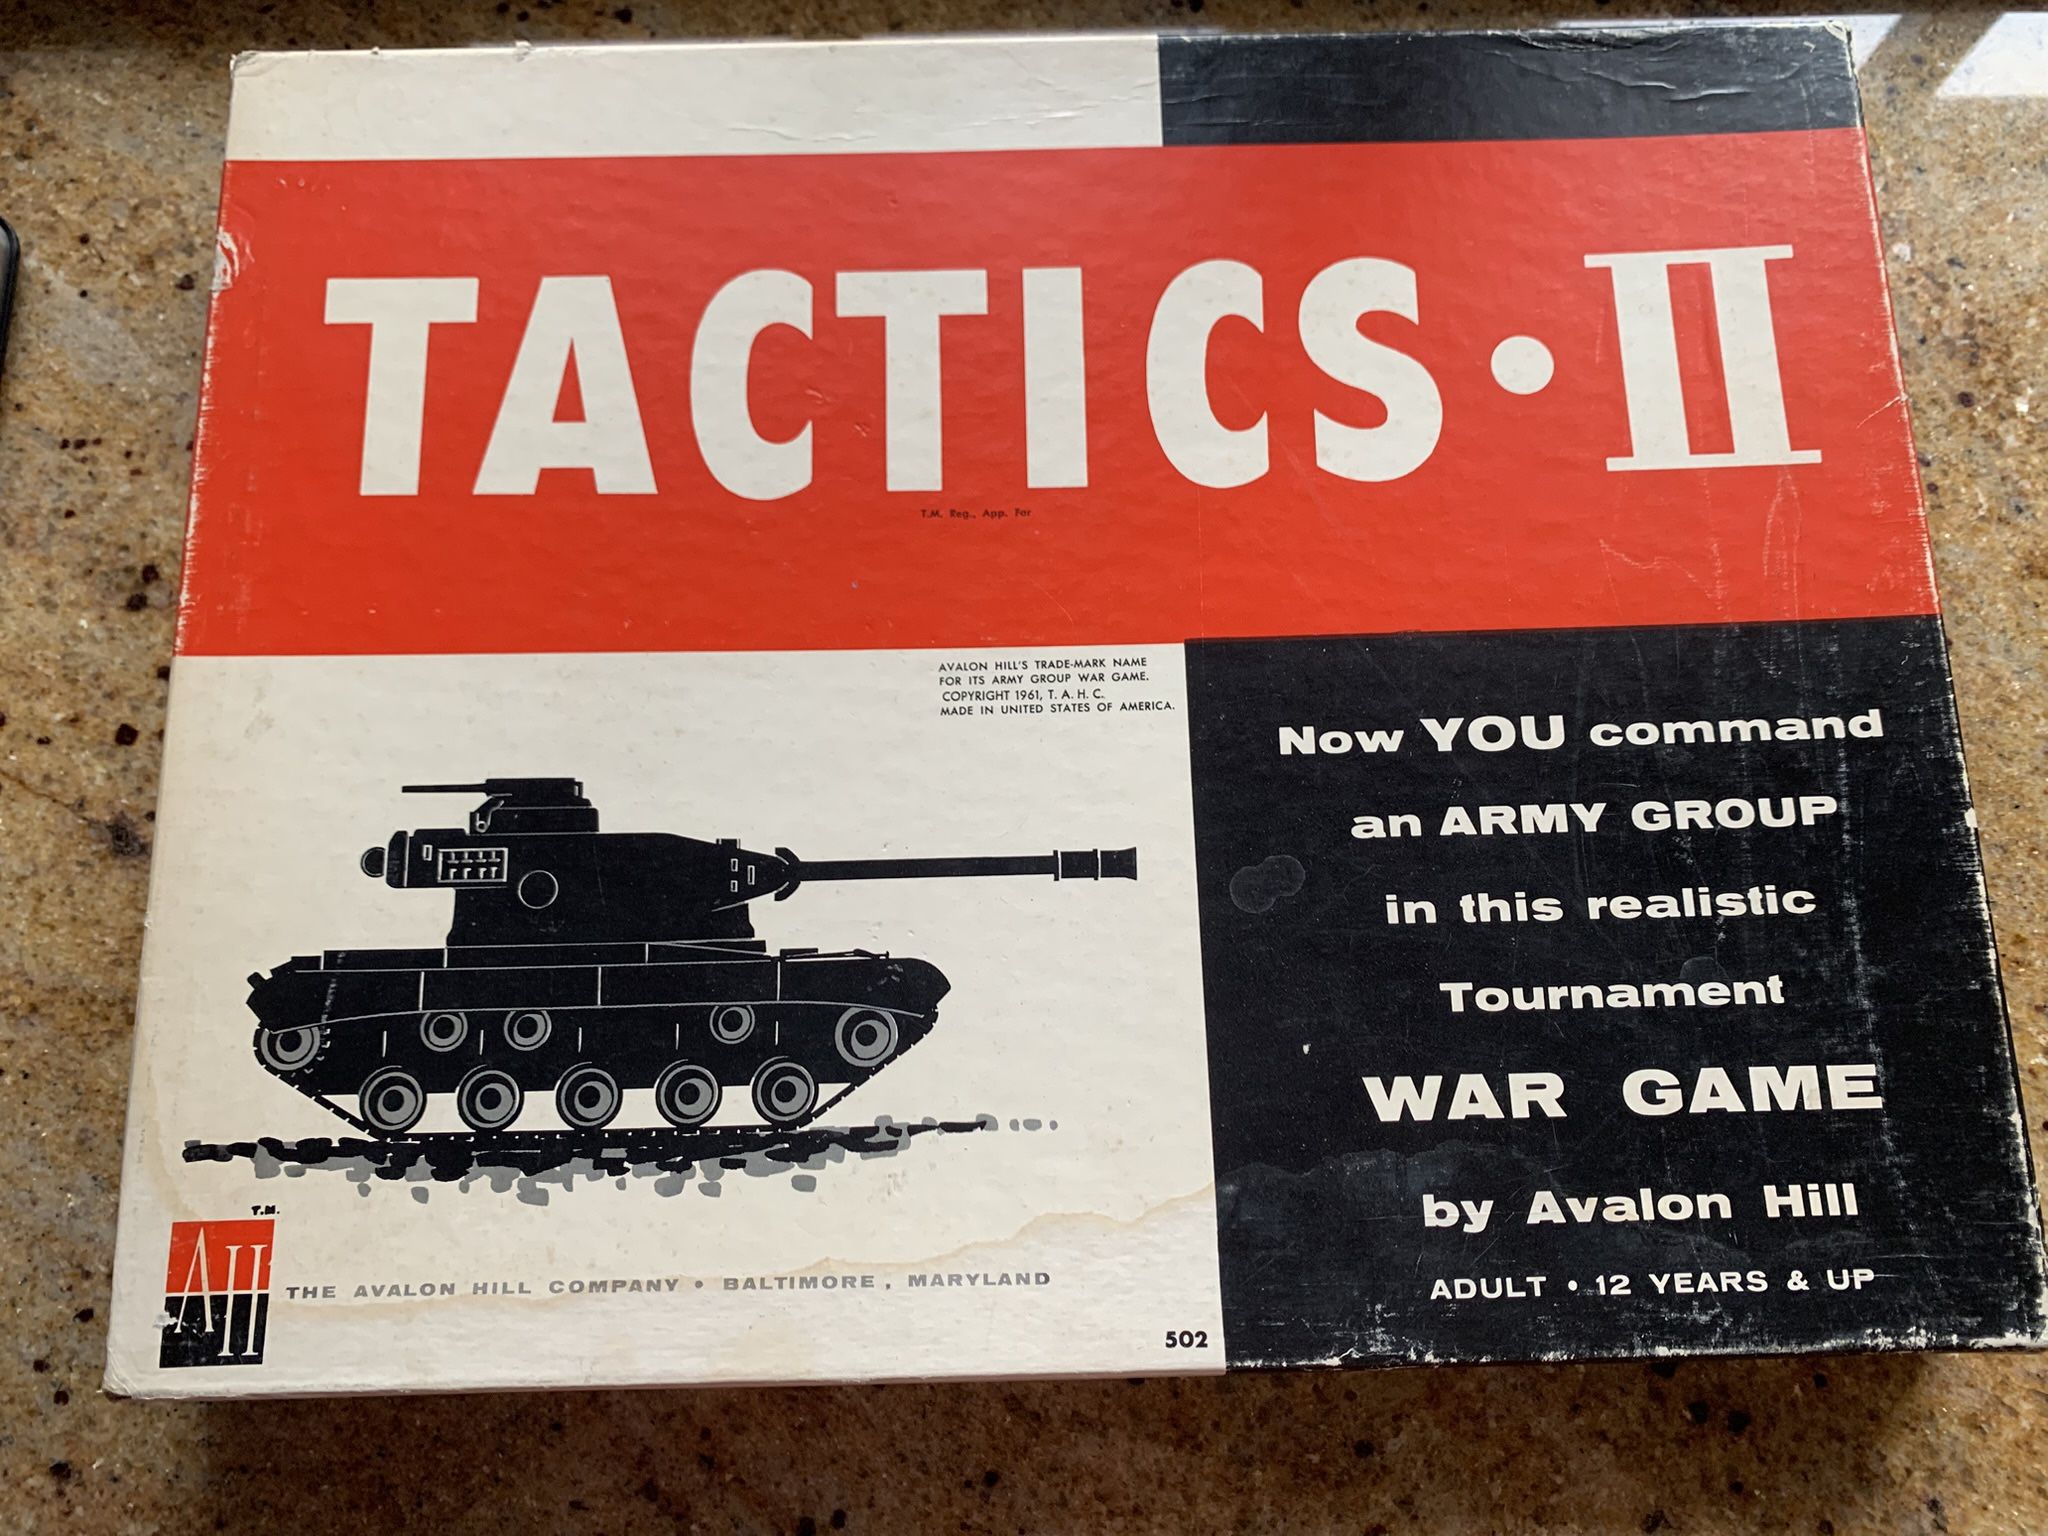 TACTICS • II
T.M. Reg., App. For
AVALON HILL'S TRADE-MARK NAME
FOR ITS ARMY GROUP WAR GAME.
COPYRIGHT 1961, T. A. H. C.
MADE IN UNITED STATES OF AMERICA.
Now YOU command
an ARMY GROUP
in this realistic
Tournament
WAR GAME
by Avalon Hill
ADULT • 12 YEARS & UP
T.M.
AH
THE AVALON HILL COMPANY • BALTIMORE, MARYLAND
502